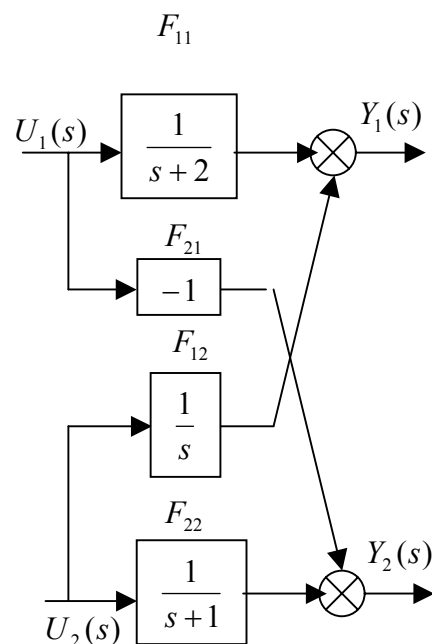 F₁₁
U₁(s)
1
s + 2
Y₁(s)
F₂₁
−1
F₁₂
1
s
F₂₂
U₂(s)
1
s + 1
Y₂(s)